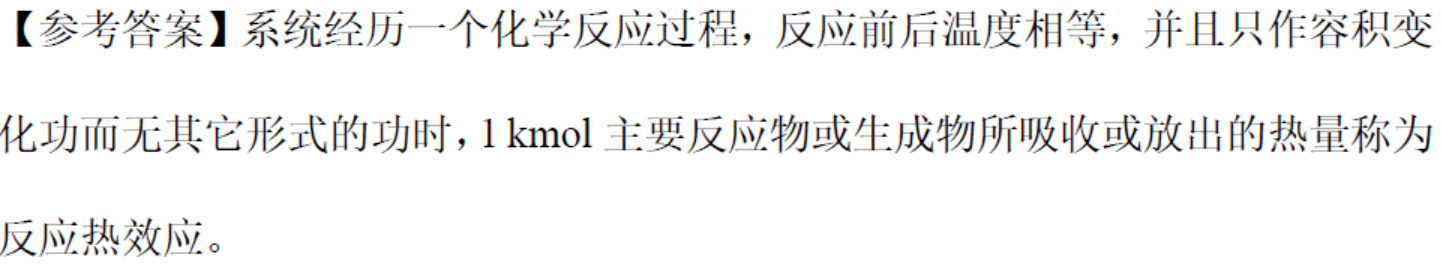 【参考答案】系统经历一个化学反应过程，反应前后温度相等，并且只作容积变
化功而无其它形式的功时，1 kmol 主要反应物或生成物所吸收或放出的热量称为
反应热效应。